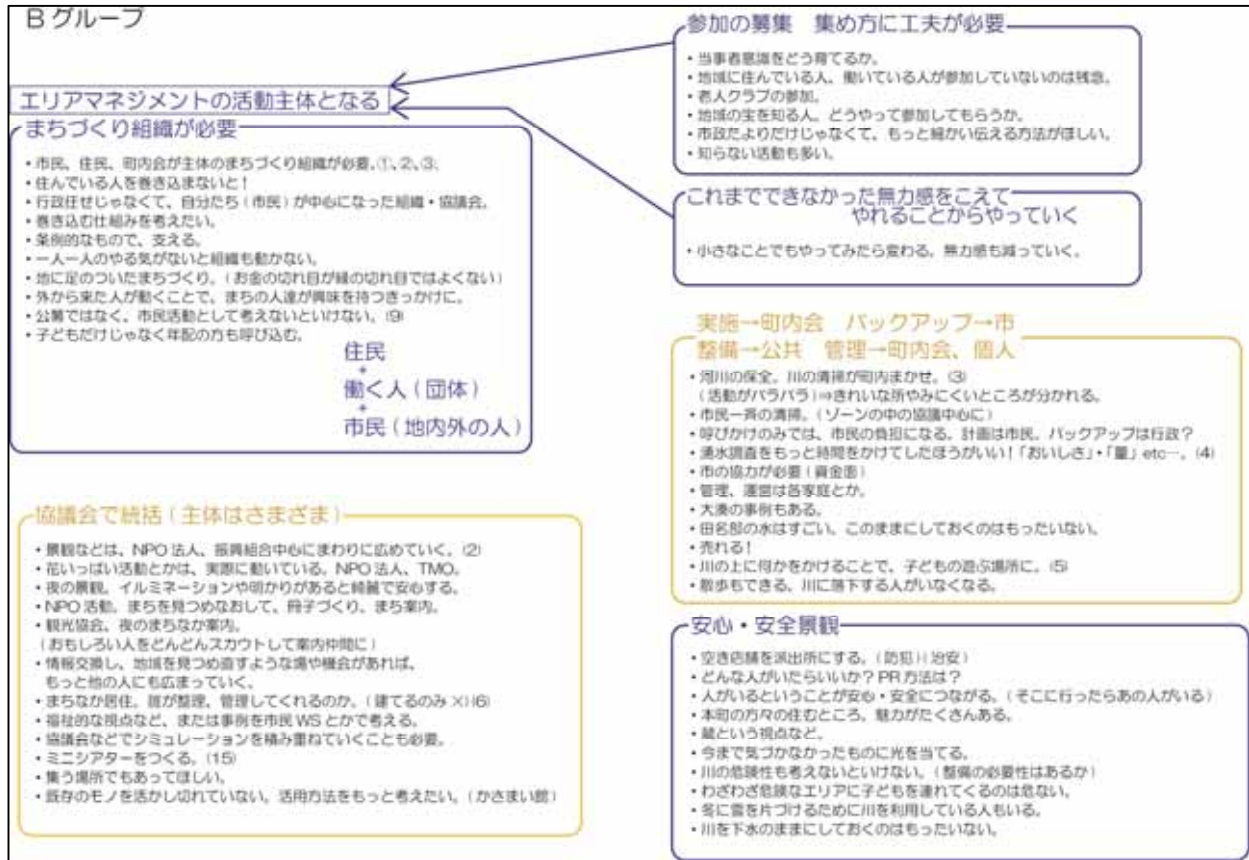 Bグループ
エリアマネジメントの活動主体となる
まちづくり組織が必要
・市民、住民、町内会が主体のまちづくり組織が必要。①、②、③、
・住んでいる人を巻き込まないと！
・行政任せじゃなくて、自分たち（市民）が中心になった組織・協議会。
・巻き込む仕組みを考えたい。
・条例的なもので、支える。
・一人一人のやる気がないと組織も動かない。
・地に足のついたまちづくり。（お金の切れ目が縁の切れ目ではよくない）
・外から来た人が動くことで、まちの人達が興味を持つきっかけに。
・公募ではなく、市民活動として考えないといけない。(9)
・子どもだけじゃなく年配の方も呼び込む。
住民
+
働く人（団体）
+
市民（地内外の人）
協議会で統括（主体はさまざま）
・景観などは、NPO法人、振興組合中心にまわりに広めていく。(2)
・花いっぱい活動とかは、実際に動いている。NPO法人、TMO。
・夜の景観。イルミネーションや明かりがあると綺麗で安心する。
・NPO活動。まちを見つめなおして、冊子づくり、まち案内。
・観光協会、夜のまちなか案内。
（おもしろい人をどんどんスカウトして案内仲間に）
・情報交換し、地域を見つめ直すような場や機会があれば、
もっと他の人にも広まっていく。
・まちなか居住。誰が整理、管理してくれるのか。（建てるのみ×）(6)
・福祉的な視点など、または事例を市民WSとかで考える。
・協議会などでシミュレーションを積み重ねていくことも必要。
・ミニシアターをつくる。(15)
・集う場所でもあってほしい。
・既存のモノを活かし切れていない。活用方法をもっと考えたい。（かさまい館）
参加の募集　集め方に工夫が必要
・当事者意識をどう育てるか。
・地域に住んでいる人、働いている人が参加していないのは残念。
・老人クラブの参加。
・地域の宝を知る人。どうやって参加してもらうか。
・市政だよりだけじゃなくて、もっと細かい伝える方法がほしい。
・知らない活動も多い。
これまでできなかった無力感をこえて
やれることからやっていく
・小さなことでもやってみたら変わる。無力感も減っていく。
実施→町内会　バックアップ→市
整備→公共　管理→町内会、個人
・河川の保全。川の清掃が町内まかせ。(3)
（活動がバラバラ）⇒きれいな所やみにくいところが分かれる。
・市民一斉の清掃。（ゾーンの中の協議中心に）
・呼びかけのみでは、市民の負担になる。計画は市民。バックアップは行政？
・湧水調査をもっと時間をかけてしたほうがいい！「おいしさ」・「量」etc…。(4)
・市の協力が必要（資金面）
・管理、運営は各家庭とか。
・大湊の事例もある。
・田名部の水はすごい。このままにしておくのはもったいない。
・売れる！
・川の上に何かをかけることで、子どもの遊ぶ場所に。(5)
・散歩もできる。川に落下する人がいなくなる。
安心・安全景観
・空き店舗を派出所にする。（防犯）（治安）
・どんな人がいたらいいか？PR方法は？
・人がいるということが安心・安全につながる。（そこに行ったらあの人がいる）
・本町の方々の住むところ。魅力がたくさんある。
・蔵という視点など。
・今まで気づかなかったものに光を当てる。
・川の危険性も考えないといけない。（整備の必要性はあるか）
・わざわざ危険なエリアに子どもを連れてくるのは危ない。
・冬に雪を片づけるために川を利用している人もいる。
・川を下水のままにしておくのはもったいない。